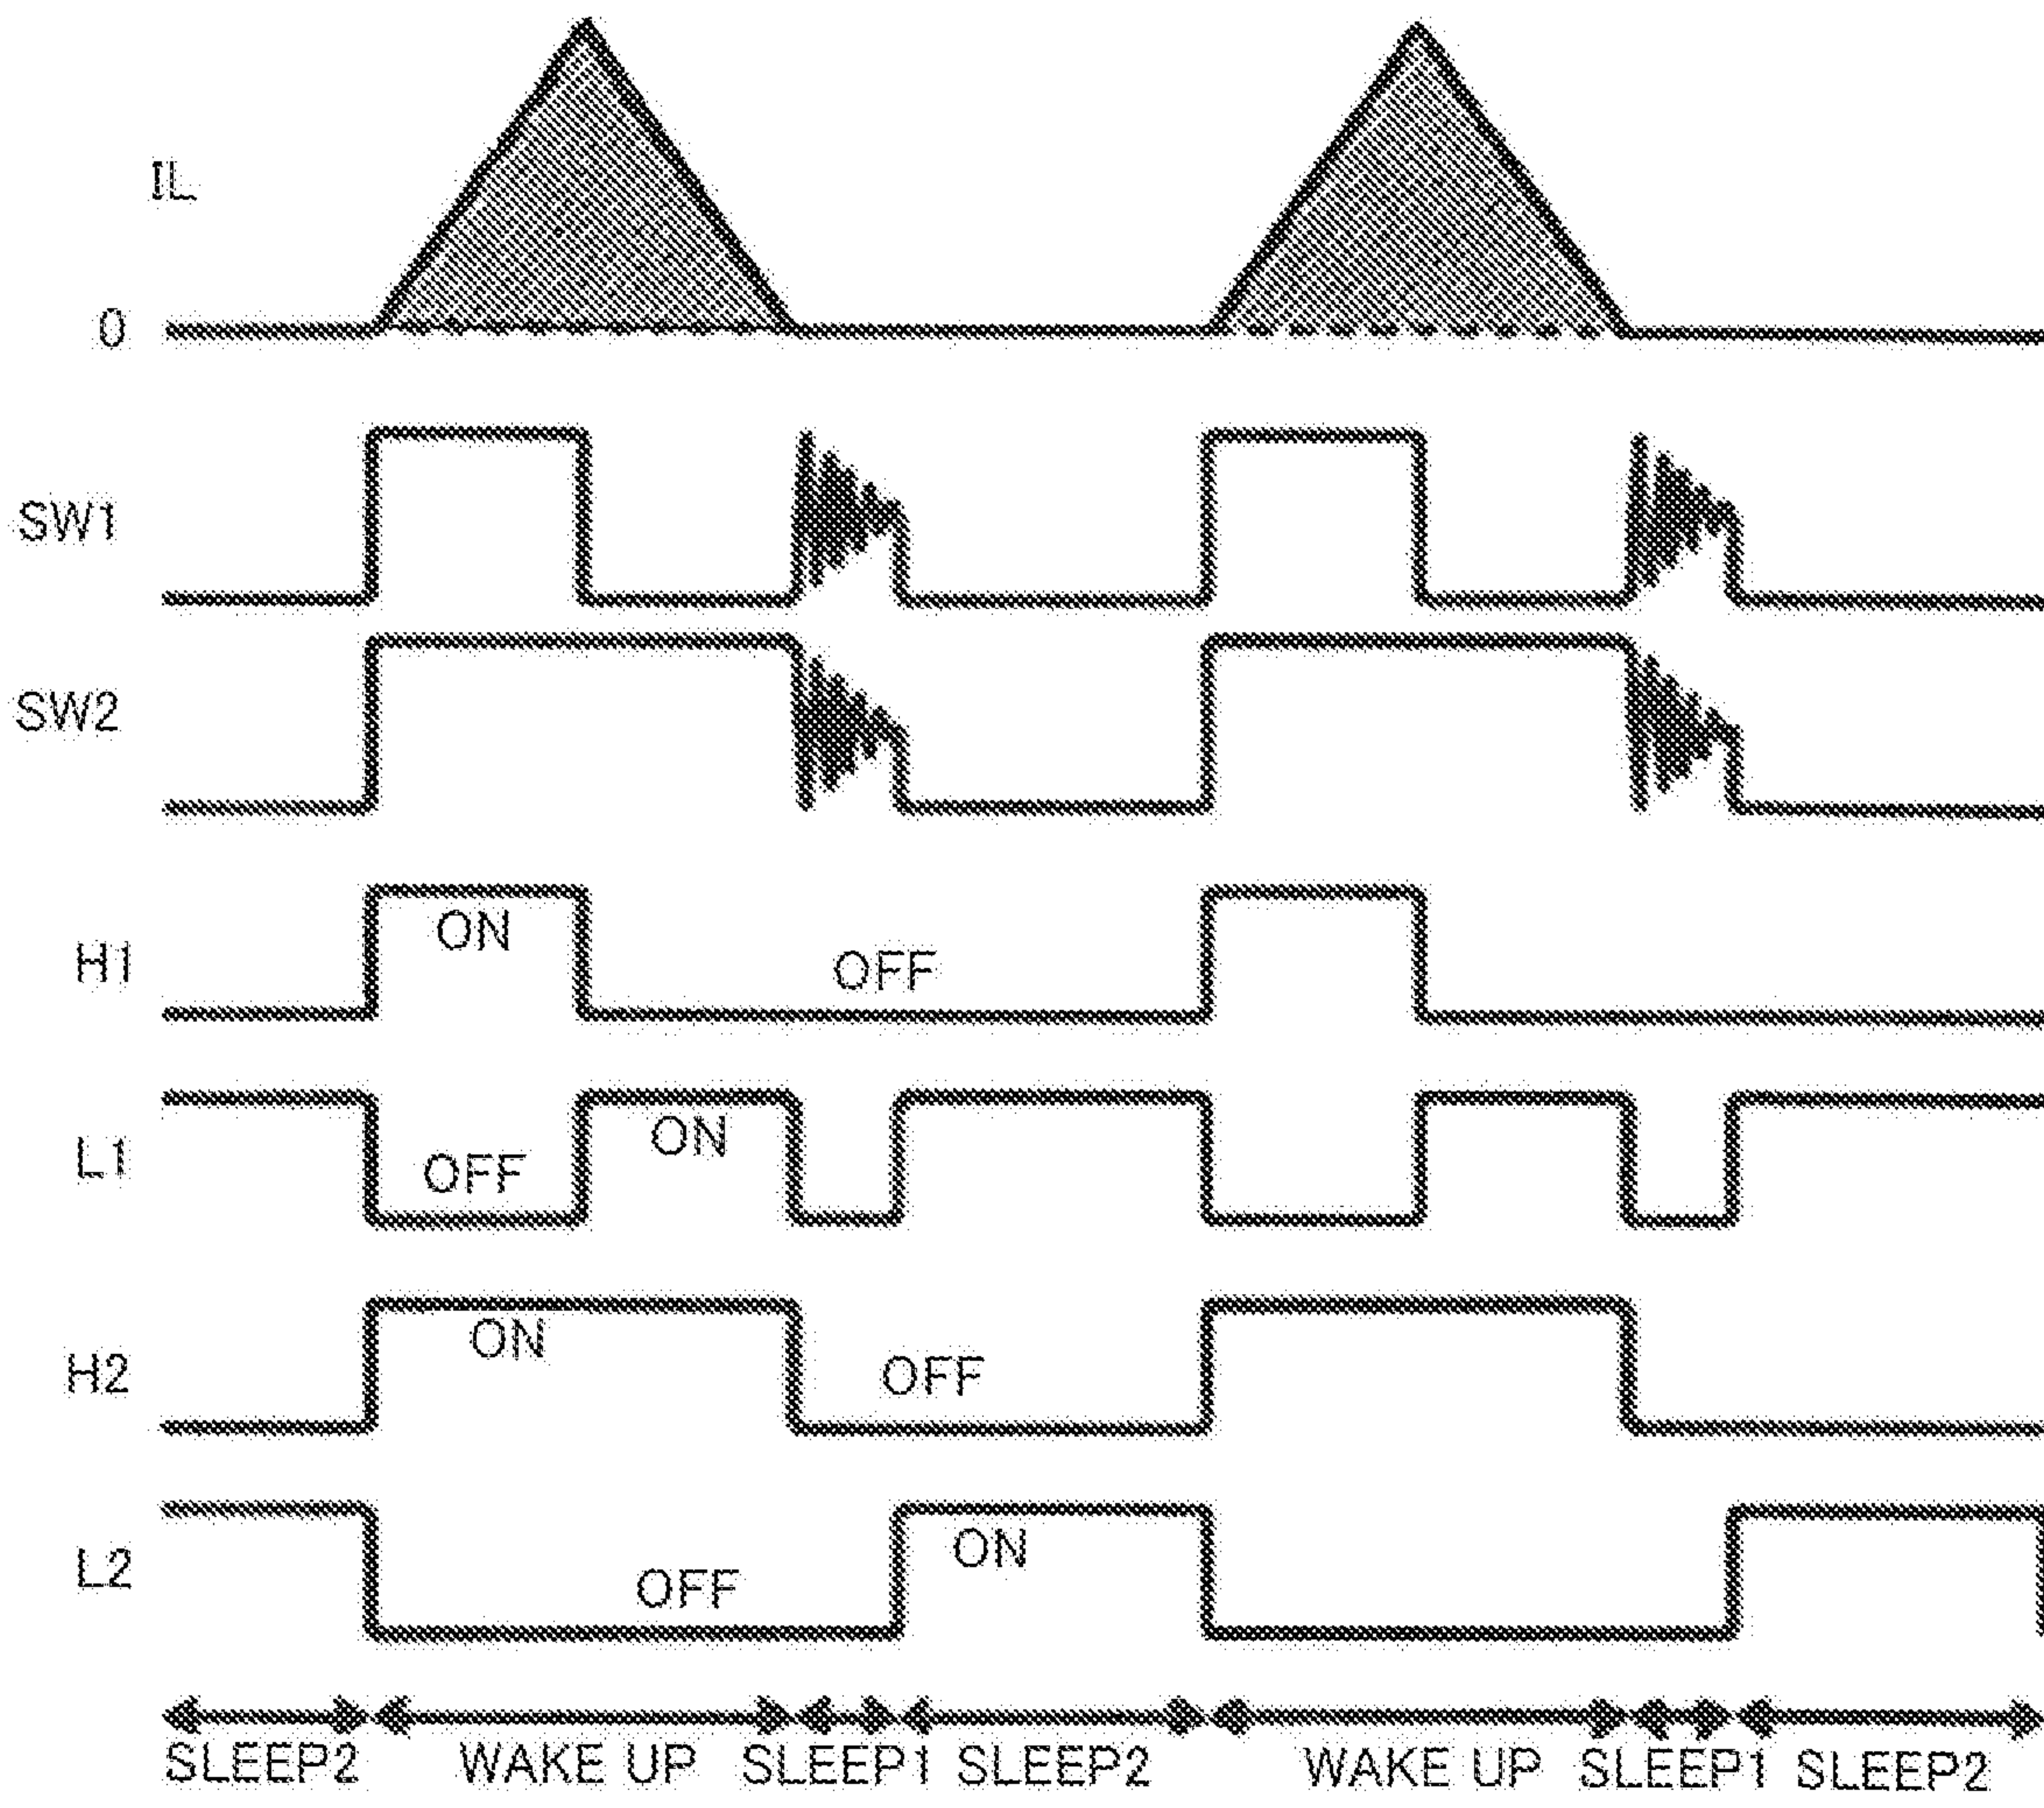 IL
0
SW1
SW2
H1
ON
OFF
L1
OFF
ON
H2
ON
OFF
L2
OFF
ON
SLEEP2 WAKE UP SLEEP1 SLEEP2 WAKE UP SLEEP1 SLEEP2